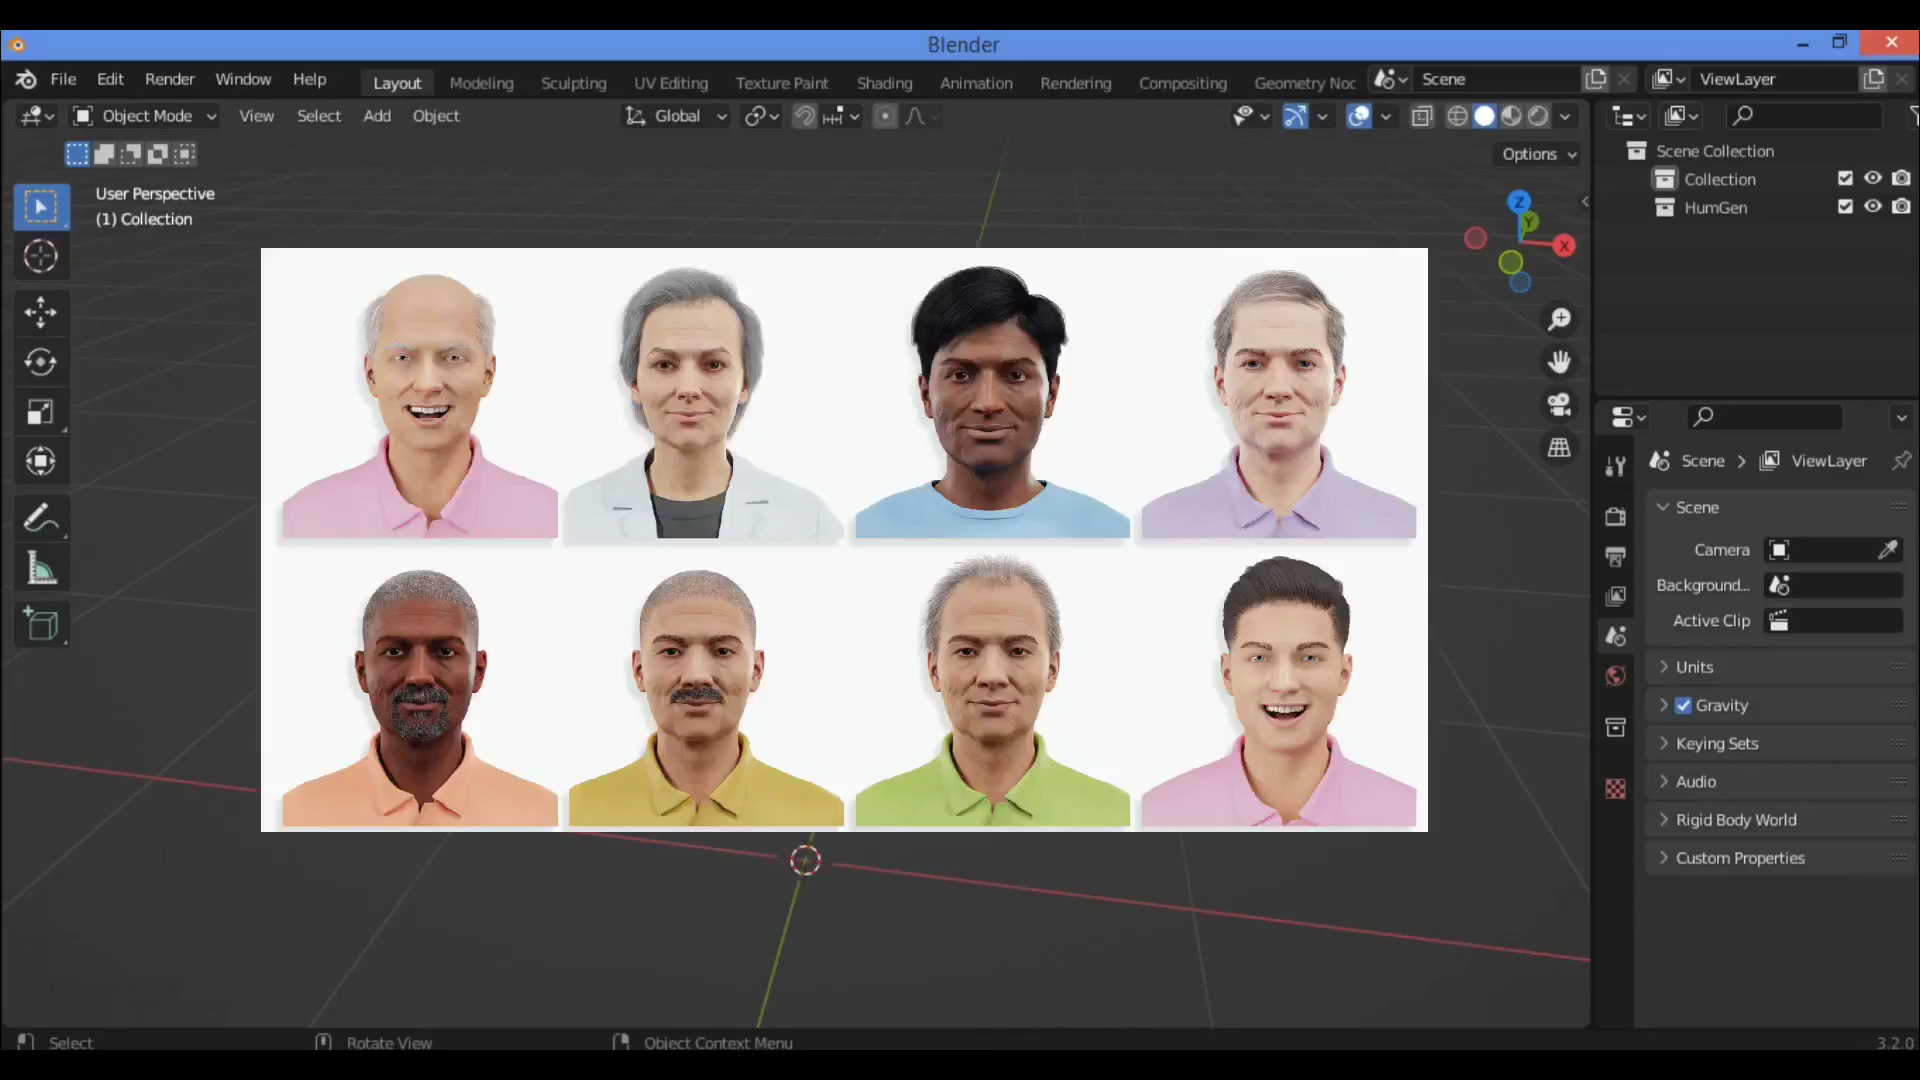 Blender
File Edit Render Window Help Layout Modeling Sculpting UV Editing Texture Paint Shading Animation Rendering Compositing Geometry Noc Scene ViewLayer
Object Mode View Select Add Object Global
Options
User Perspective
(1) Collection
Z
Y
X
Scene Collection
Collection
HumGen
Scene > ViewLayer
Scene
Camera
Background...
Active Clip
Units
Gravity
Keying Sets
Audio
Rigid Body World
Custom Properties
Select Rotate View Object Context Menu 3.2.0